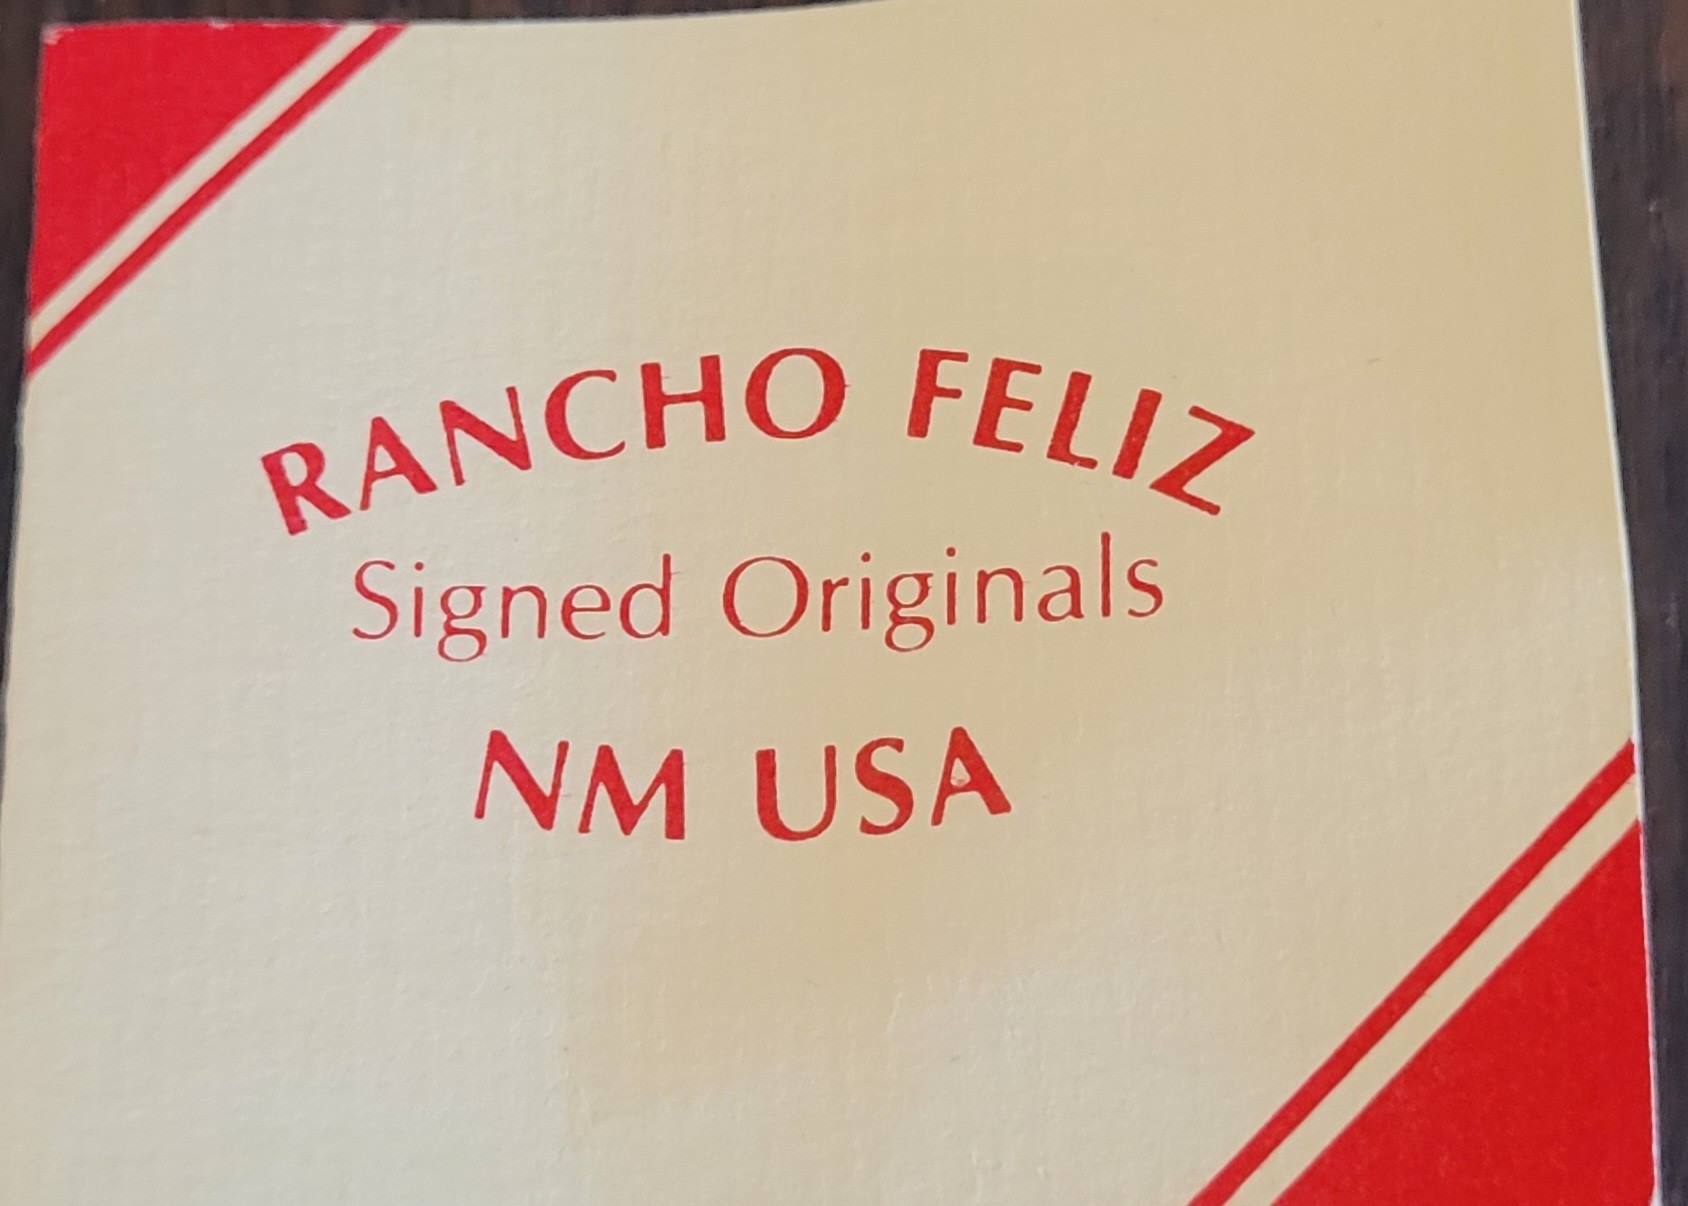 RANCHO FELIZ
Signed Originals
NM USA